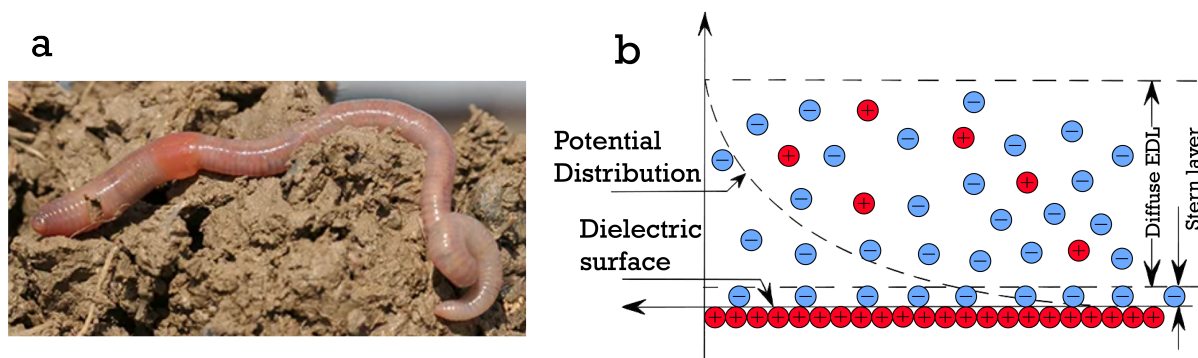 a
b
Potential
Distribution
Dielectric
surface
Diffuse EDL
Stern layer